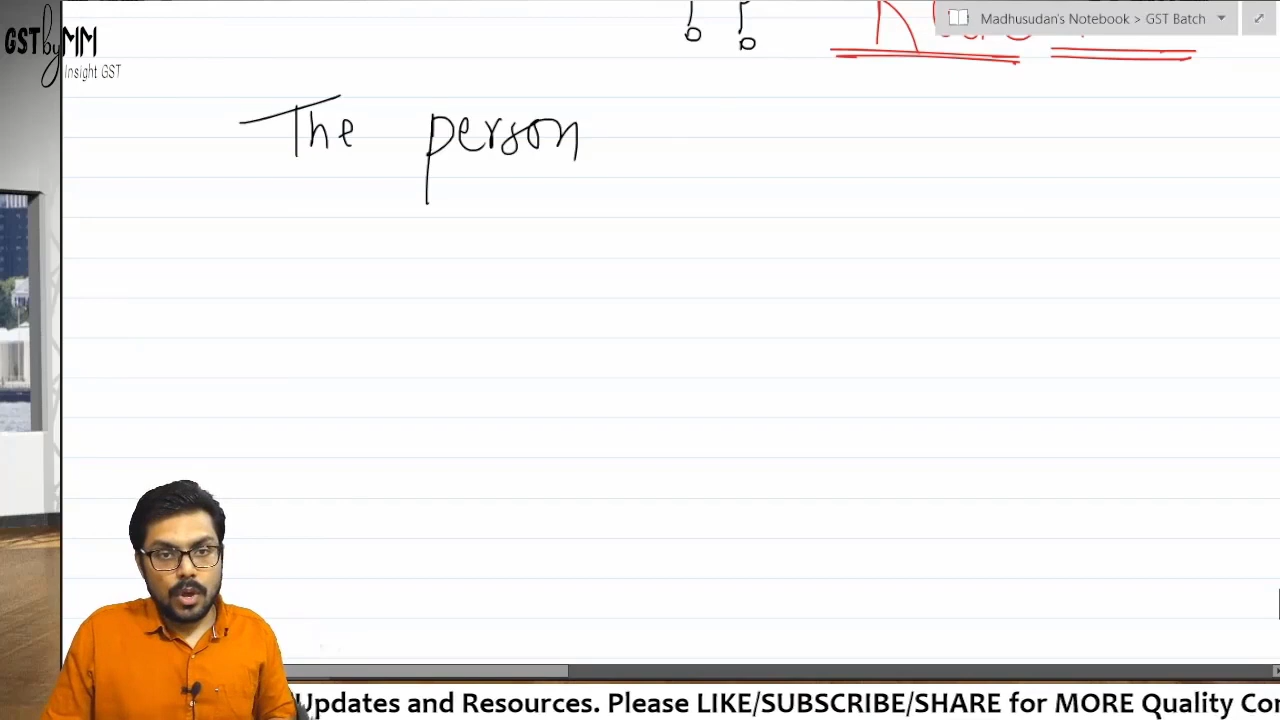 Madhusudan's Notebook > GST Batch
GST by MM
Insight GST
The person
Updates and Resources. Please LIKE/SUBSCRIBE/SHARE for MORE Quality Con